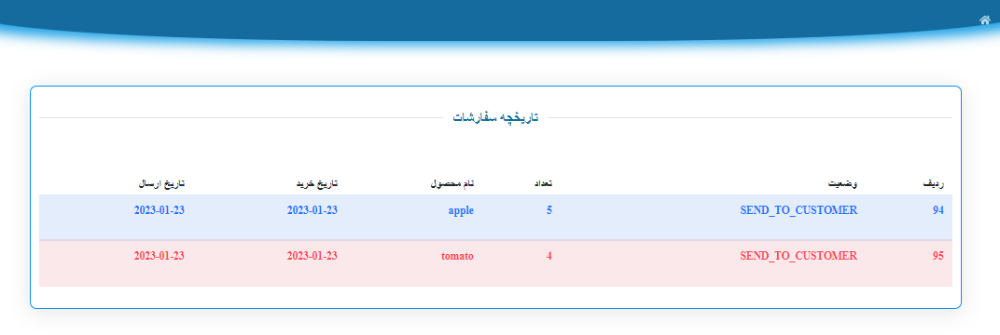 تاریخچه سفارشات
ردیف وضعیت تعداد نام محصول تاریخ خرید تاریخ ارسال
94 SEND_TO_CUSTOMER 5 apple 2023-01-23 2023-01-23
95 SEND_TO_CUSTOMER 4 tomato 2023-01-23 2023-01-23